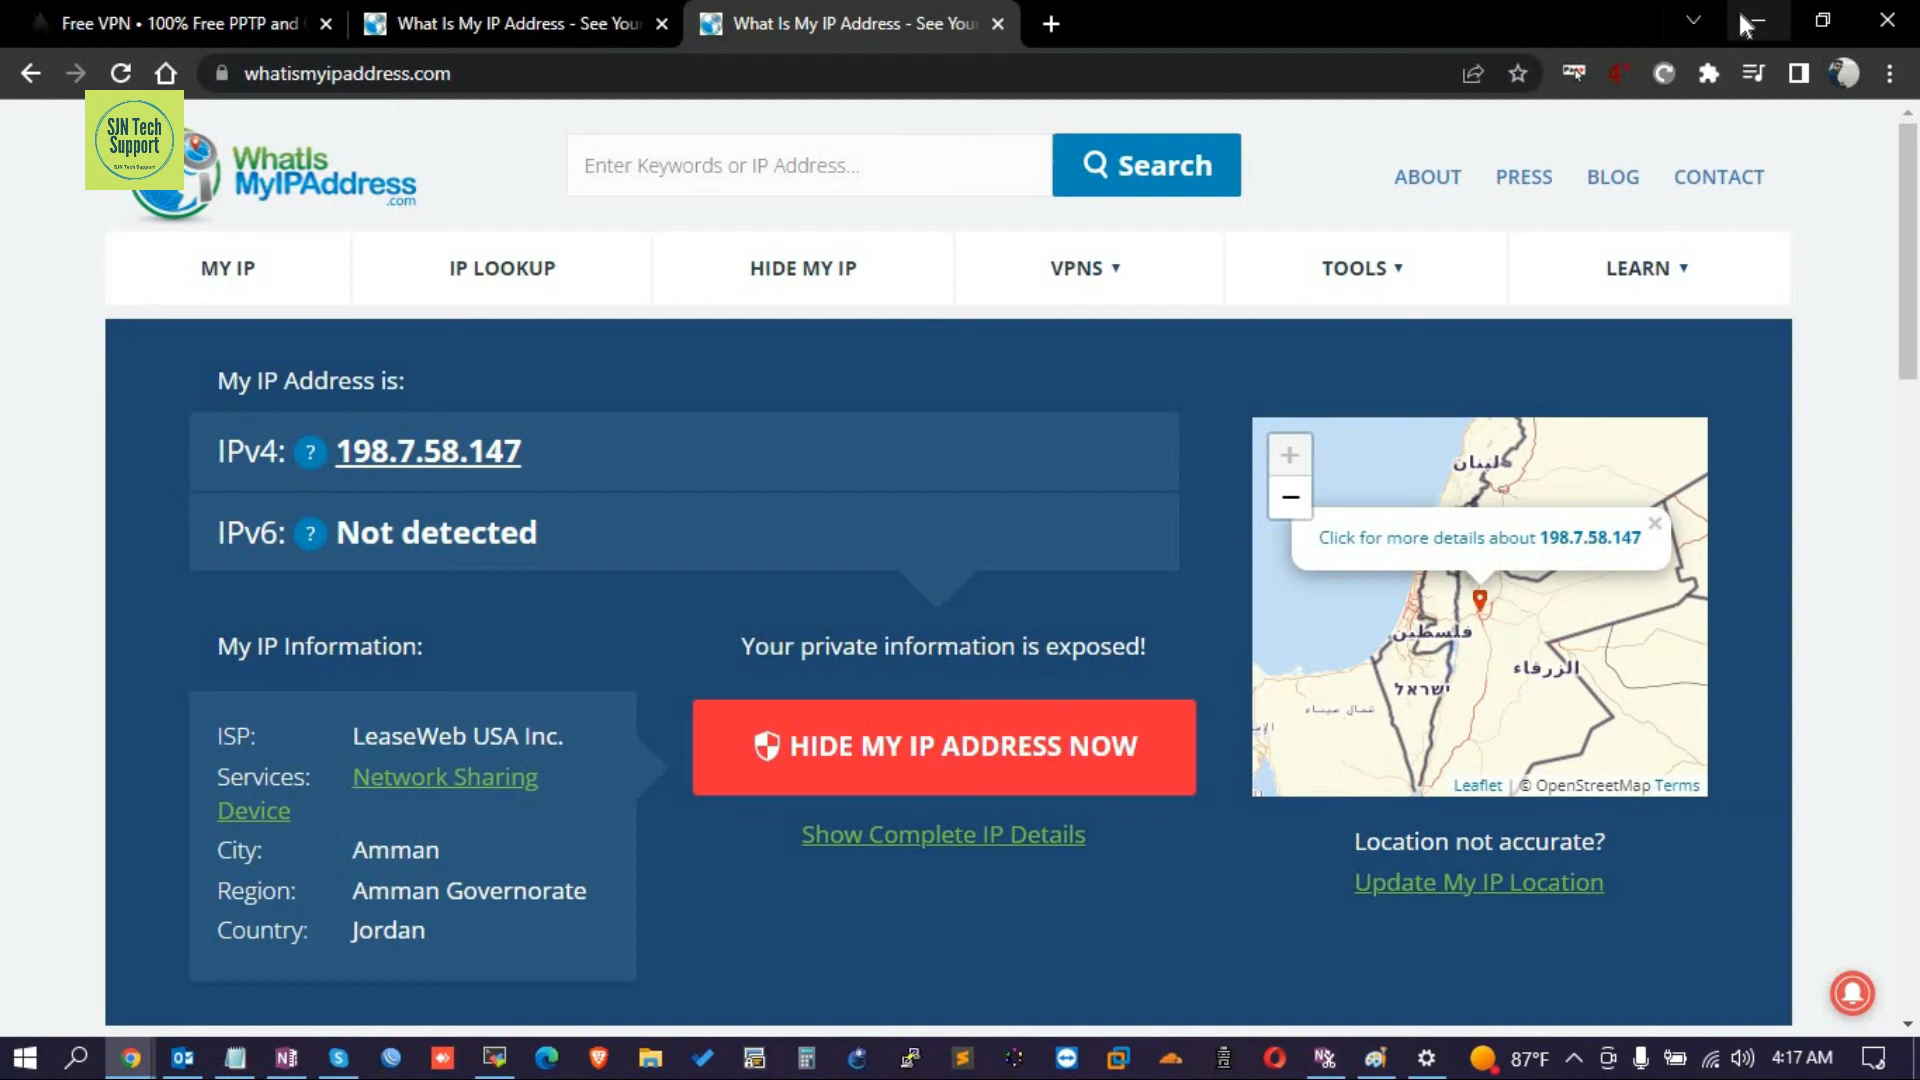 Free VPN • 100% Free PPTP and
What Is My IP Address - See You
What Is My IP Address - See You
whatismyipaddress.com
SJN Tech
Support
SJN Tech Support
WhatIs
MyIPAddress
.com
Enter Keywords or IP Address...
Search
ABOUT PRESS BLOG CONTACT
MY IP IP LOOKUP HIDE MY IP VPNS TOOLS LEARN
My IP Address is:
IPv4: ? 198.7.58.147
IPv6: ? Not detected
My IP Information:
ISP: LeaseWeb USA Inc.
Services: Network Sharing
Device
City: Amman
Region: Amman Governorate
Country: Jordan
Your private information is exposed!
HIDE MY IP ADDRESS NOW
Show Complete IP Details
+
−
لبنان
Click for more details about 198.7.58.147
فلسطين
الزرقاء
ישראל
شمال سيناء
Leaflet | © OpenStreetMap Terms
Location not accurate?
Update My IP Location
87°F
4:17 AM